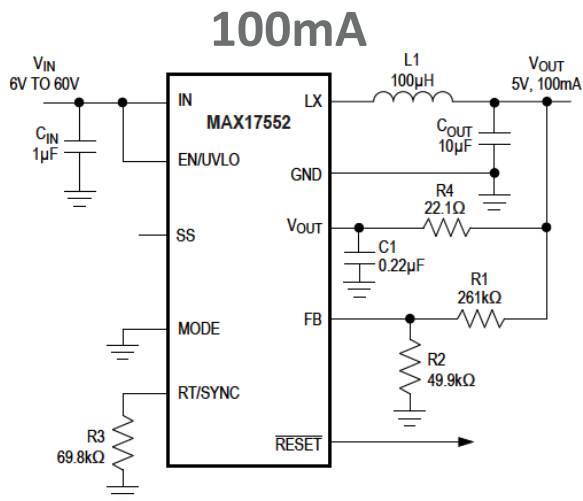 100mA
VIN
6V TO 60V
CIN
1µF
IN
LX
MAX17552
EN/UVLO
GND
VOUT
SS
FB
MODE
RT/SYNC
RESET
L1
100µH
VOUT
5V, 100mA
COUT
10µF
R4
22.1Ω
C1
0.22µF
R1
261kΩ
R2
49.9kΩ
R3
69.8kΩ